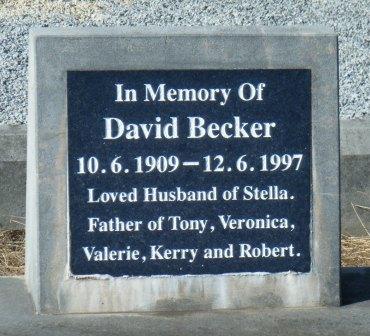 In Memory Of
David Becker
10.6.1909—12.6.1997
Loved Husband of Stella.
Father of Tony, Veronica,
Valerie, Kerry and Robert.